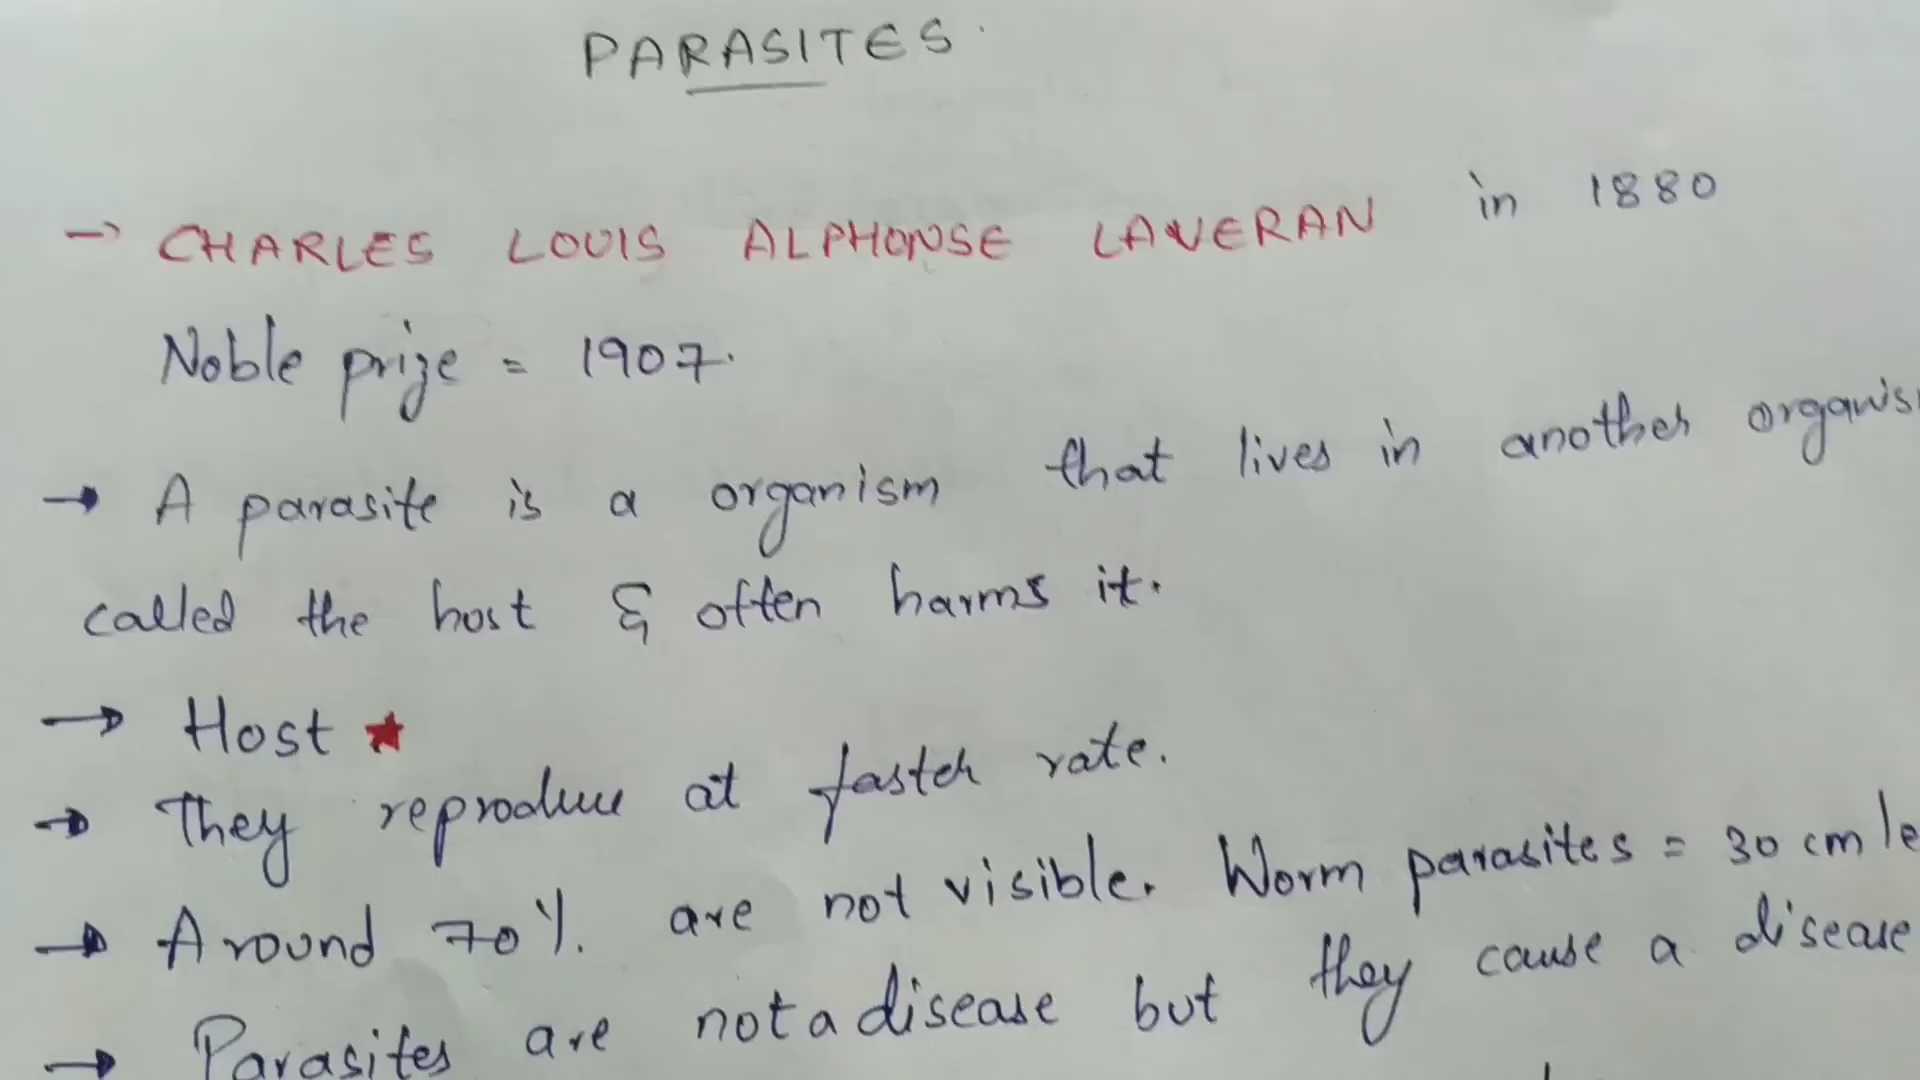 PARASITES.
→ CHARLES LOUIS ALPHONSE LAVERAN in 1880
Noble prize = 1907.
→ A parasite is a organism that lives in another
called the host & often harms it.
→ Host ★
→ They reproduce at faster rate.
→ Around 70% are not visible. Worm parasites = 30 cm
→ Parasites are not a disease but they cause a disease